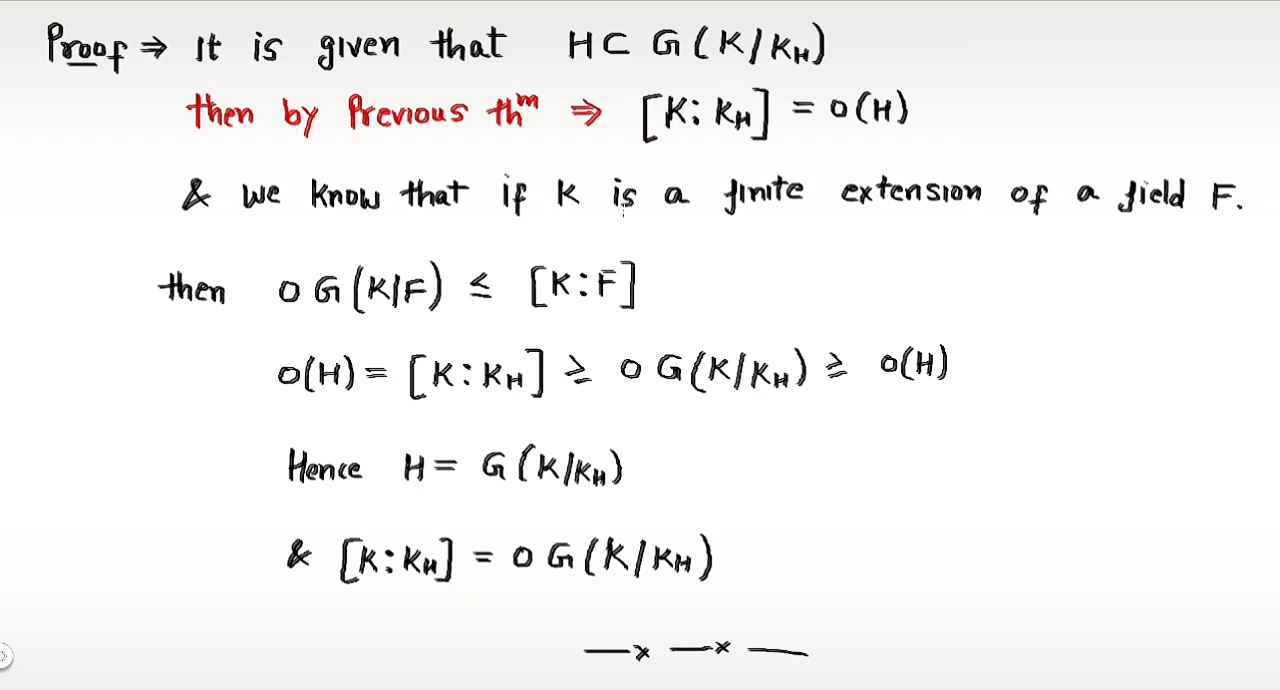 Proof ⇒ It is given that H ⊂ G(K/K_H)
then by Previous thᵐ ⇒ [K : K_H] = o(H)
& we know that if K is a finite extension of a field F.
then o G(K/F) ≤ [K:F]
o(H) = [K : K_H] ≥ o G(K/K_H) ≥ o(H)
Hence H = G(K/K_H)
& [K : K_H] = o G(K/K_H)
—x —x —